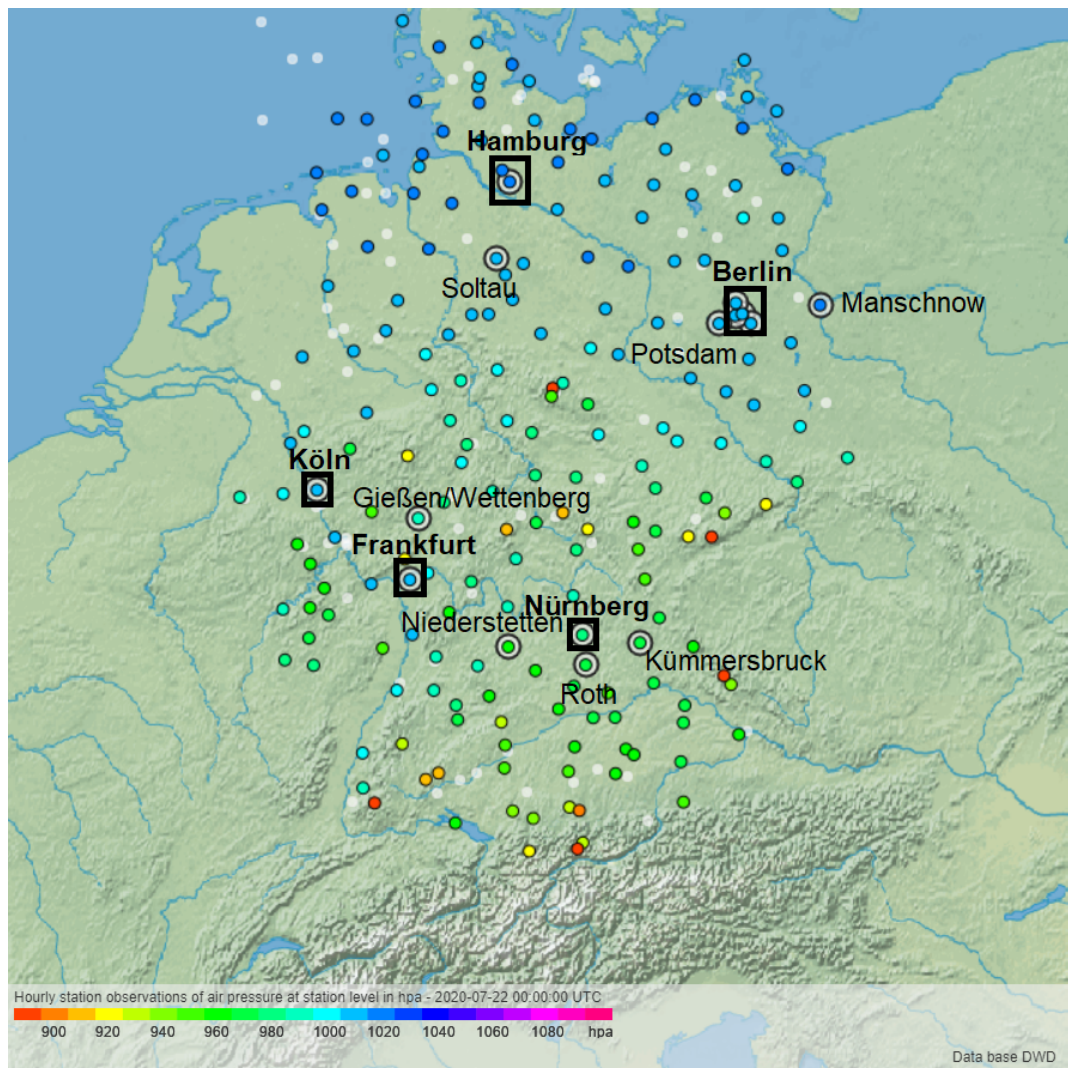 Hamburg
Soltau
Berlin
Manschnow
Potsdam
Köln
Gießen/Wettenberg
Frankfurt
Nürnberg
Niederstetten
Kümmersbruck
Roth
Hourly station observations of air pressure at station level in hpa - 2020-07-22 00:00:00 UTC
900 920 940 960 980 1000 1020 1040 1060 1080 hpa
Data base DWD